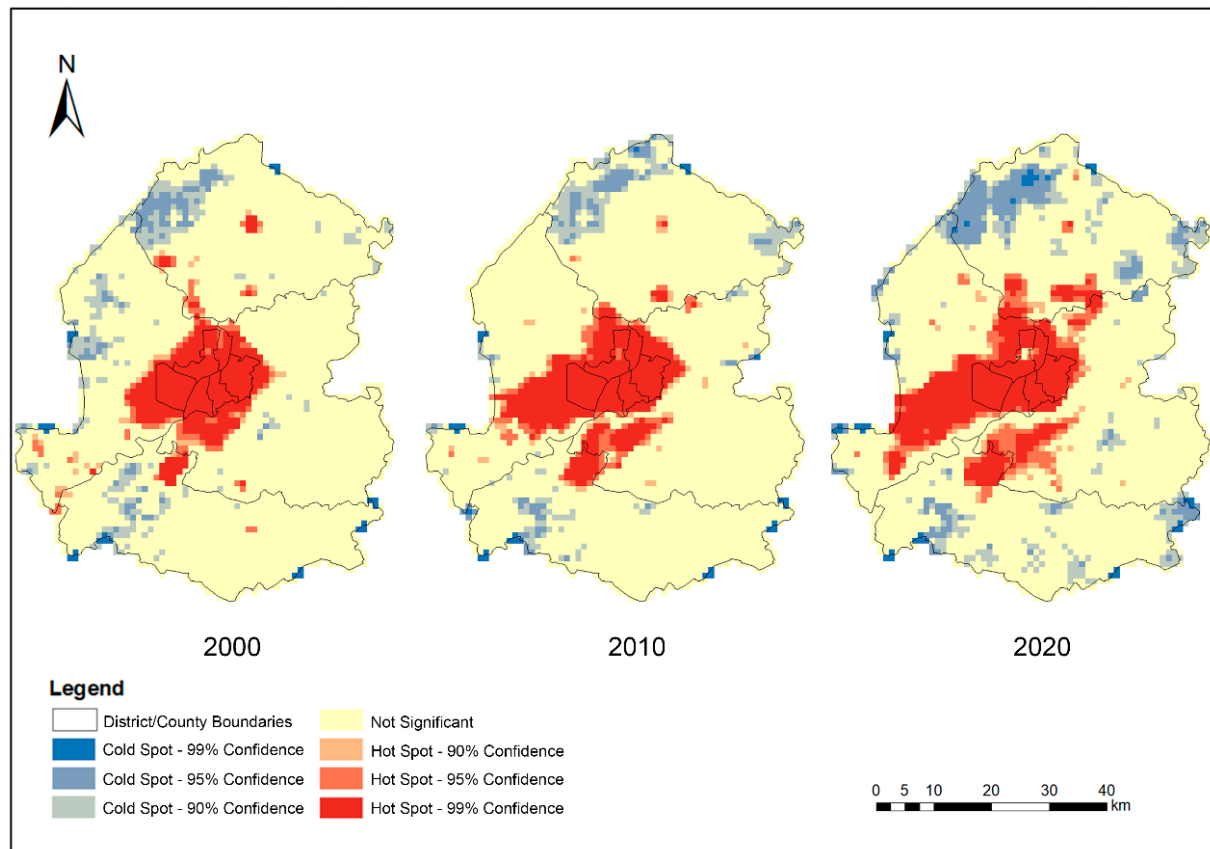 N
2000
2010
2020
Legend
District/County Boundaries
Not Significant
Cold Spot - 99% Confidence
Hot Spot - 90% Confidence
Cold Spot - 95% Confidence
Hot Spot - 95% Confidence
Cold Spot - 90% Confidence
Hot Spot - 99% Confidence
0 5 10 20 30 40
km